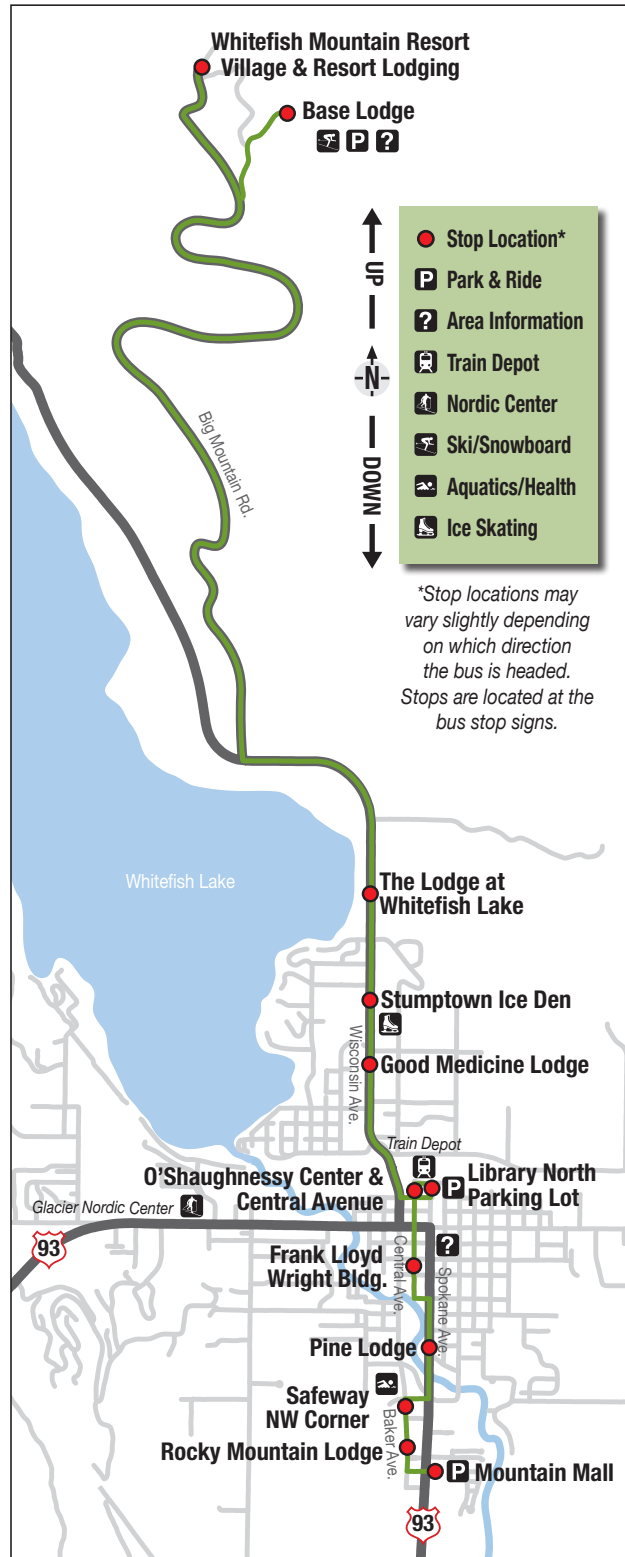 Whitefish Mountain Resort
Village & Resort Lodging
Base Lodge
P
?
UP
N
DOWN
Stop Location*
P Park & Ride
? Area Information
Train Depot
Nordic Center
Ski/Snowboard
Aquatics/Health
Ice Skating
*Stop locations may
vary slightly depending
on which direction
the bus is headed.
Stops are located at the
bus stop signs.
Big Mountain Rd.
Whitefish Lake
The Lodge at
Whitefish Lake
Stumptown Ice Den
Wisconsin Ave.
Good Medicine Lodge
Train Depot
O'Shaughnessy Center &
Central Avenue
P
Library North
Parking Lot
Glacier Nordic Center
93
?
Frank Lloyd
Wright Bldg.
Central Ave.
Spokane Ave.
Pine Lodge
Safeway
NW Corner
Baker Ave.
Rocky Mountain Lodge
P Mountain Mall
93